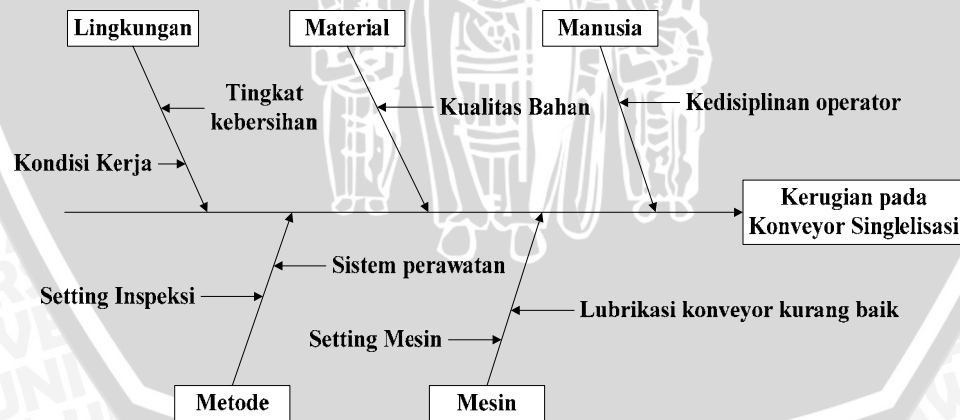 Lingkungan
Material
Manusia
Tingkat
kebersihan
Kualitas Bahan
Kedisiplinan operator
Kondisi Kerja
Kerugian pada
Konveyor Singlelisasi
Sistem perawatan
Setting Inspeksi
Lubrikasi konveyor kurang baik
Setting Mesin
Metode
Mesin